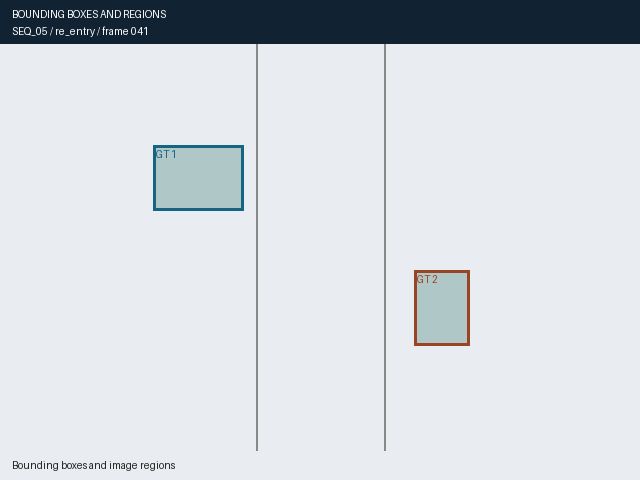 BOUNDING BOXES AND REGIONS
SEQ_05 / re_entry / frame 041
GT1
GT2
Bounding boxes and image regions